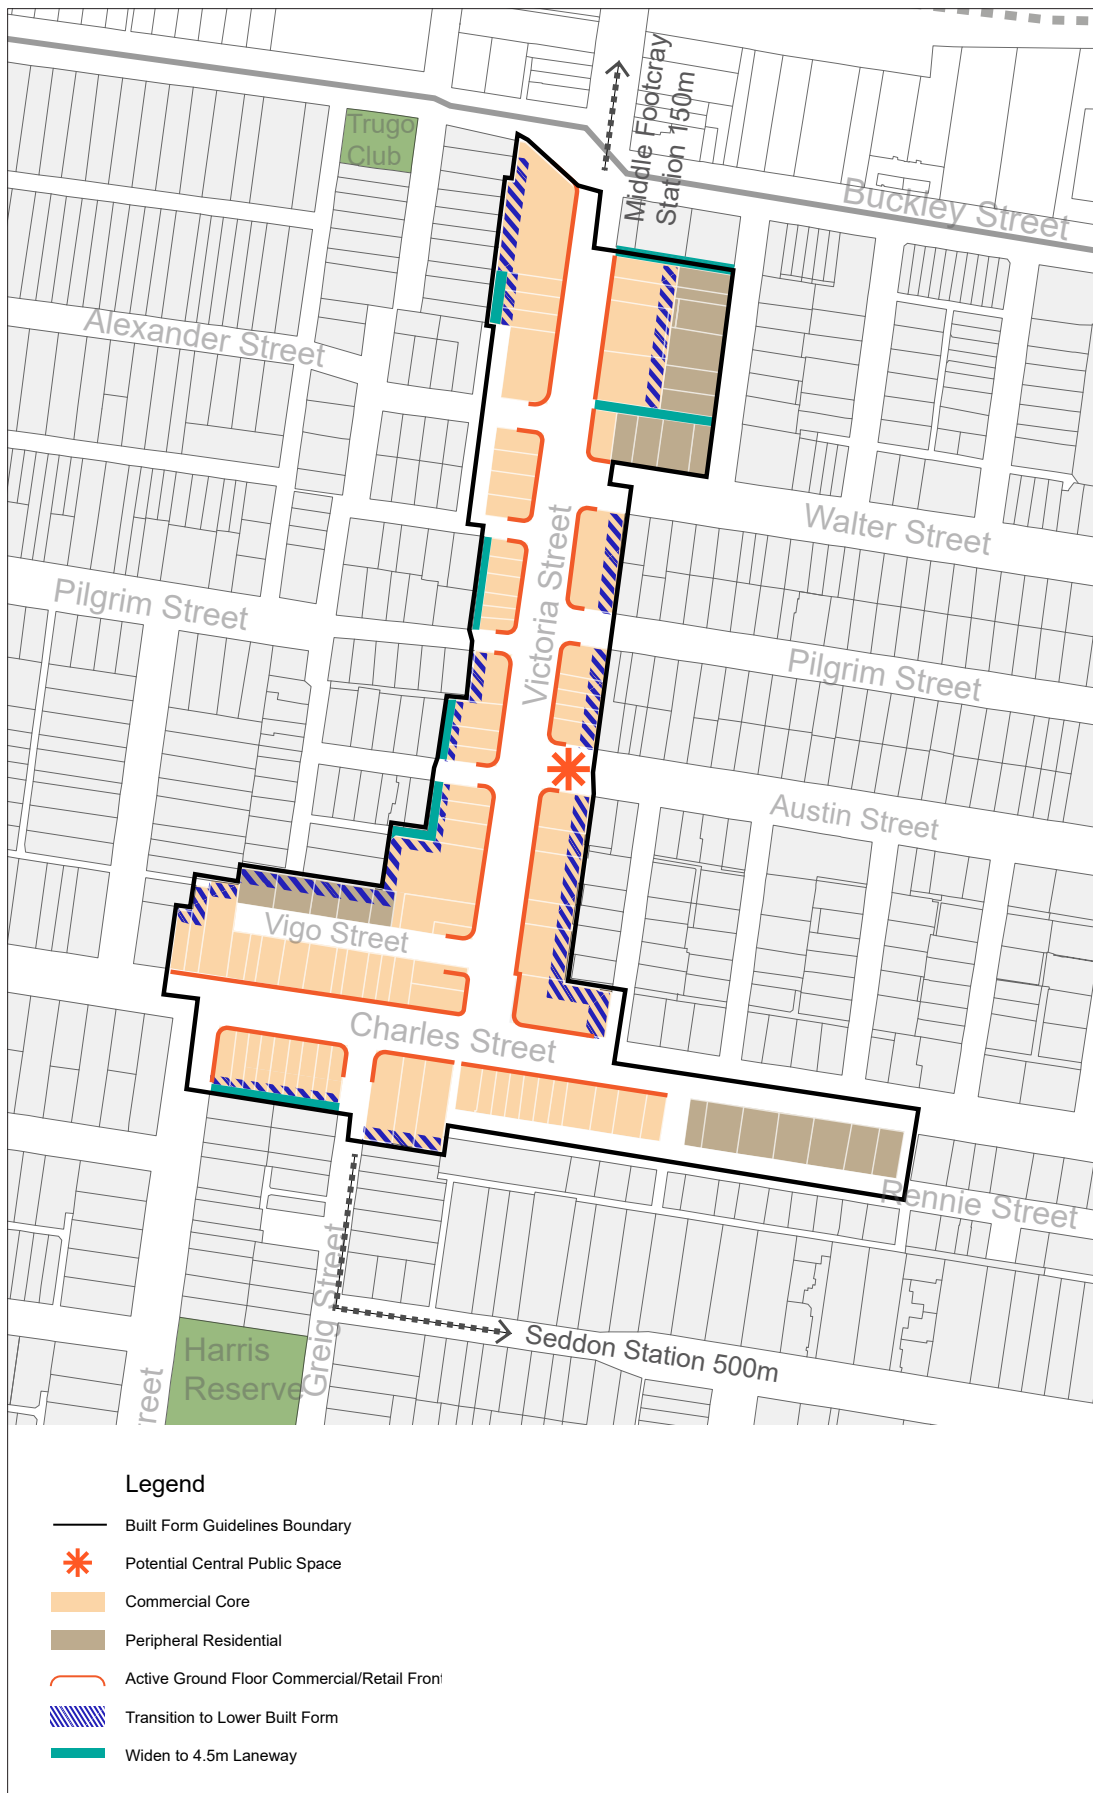 Trugo
Club
Middle Footcray
Station 150m
Buckley Street
Alexander Street
Walter Street
Victoria Street
Pilgrim Street
Pilgrim Street
Austin Street
Vigo Street
Charles Street
Rennie Street
Greig Street
Seddon Station 500m
Harris
Reserve
reet
Legend
Built Form Guidelines Boundary
Potential Central Public Space
Commercial Core
Peripheral Residential
Active Ground Floor Commercial/Retail Front
Transition to Lower Built Form
Widen to 4.5m Laneway